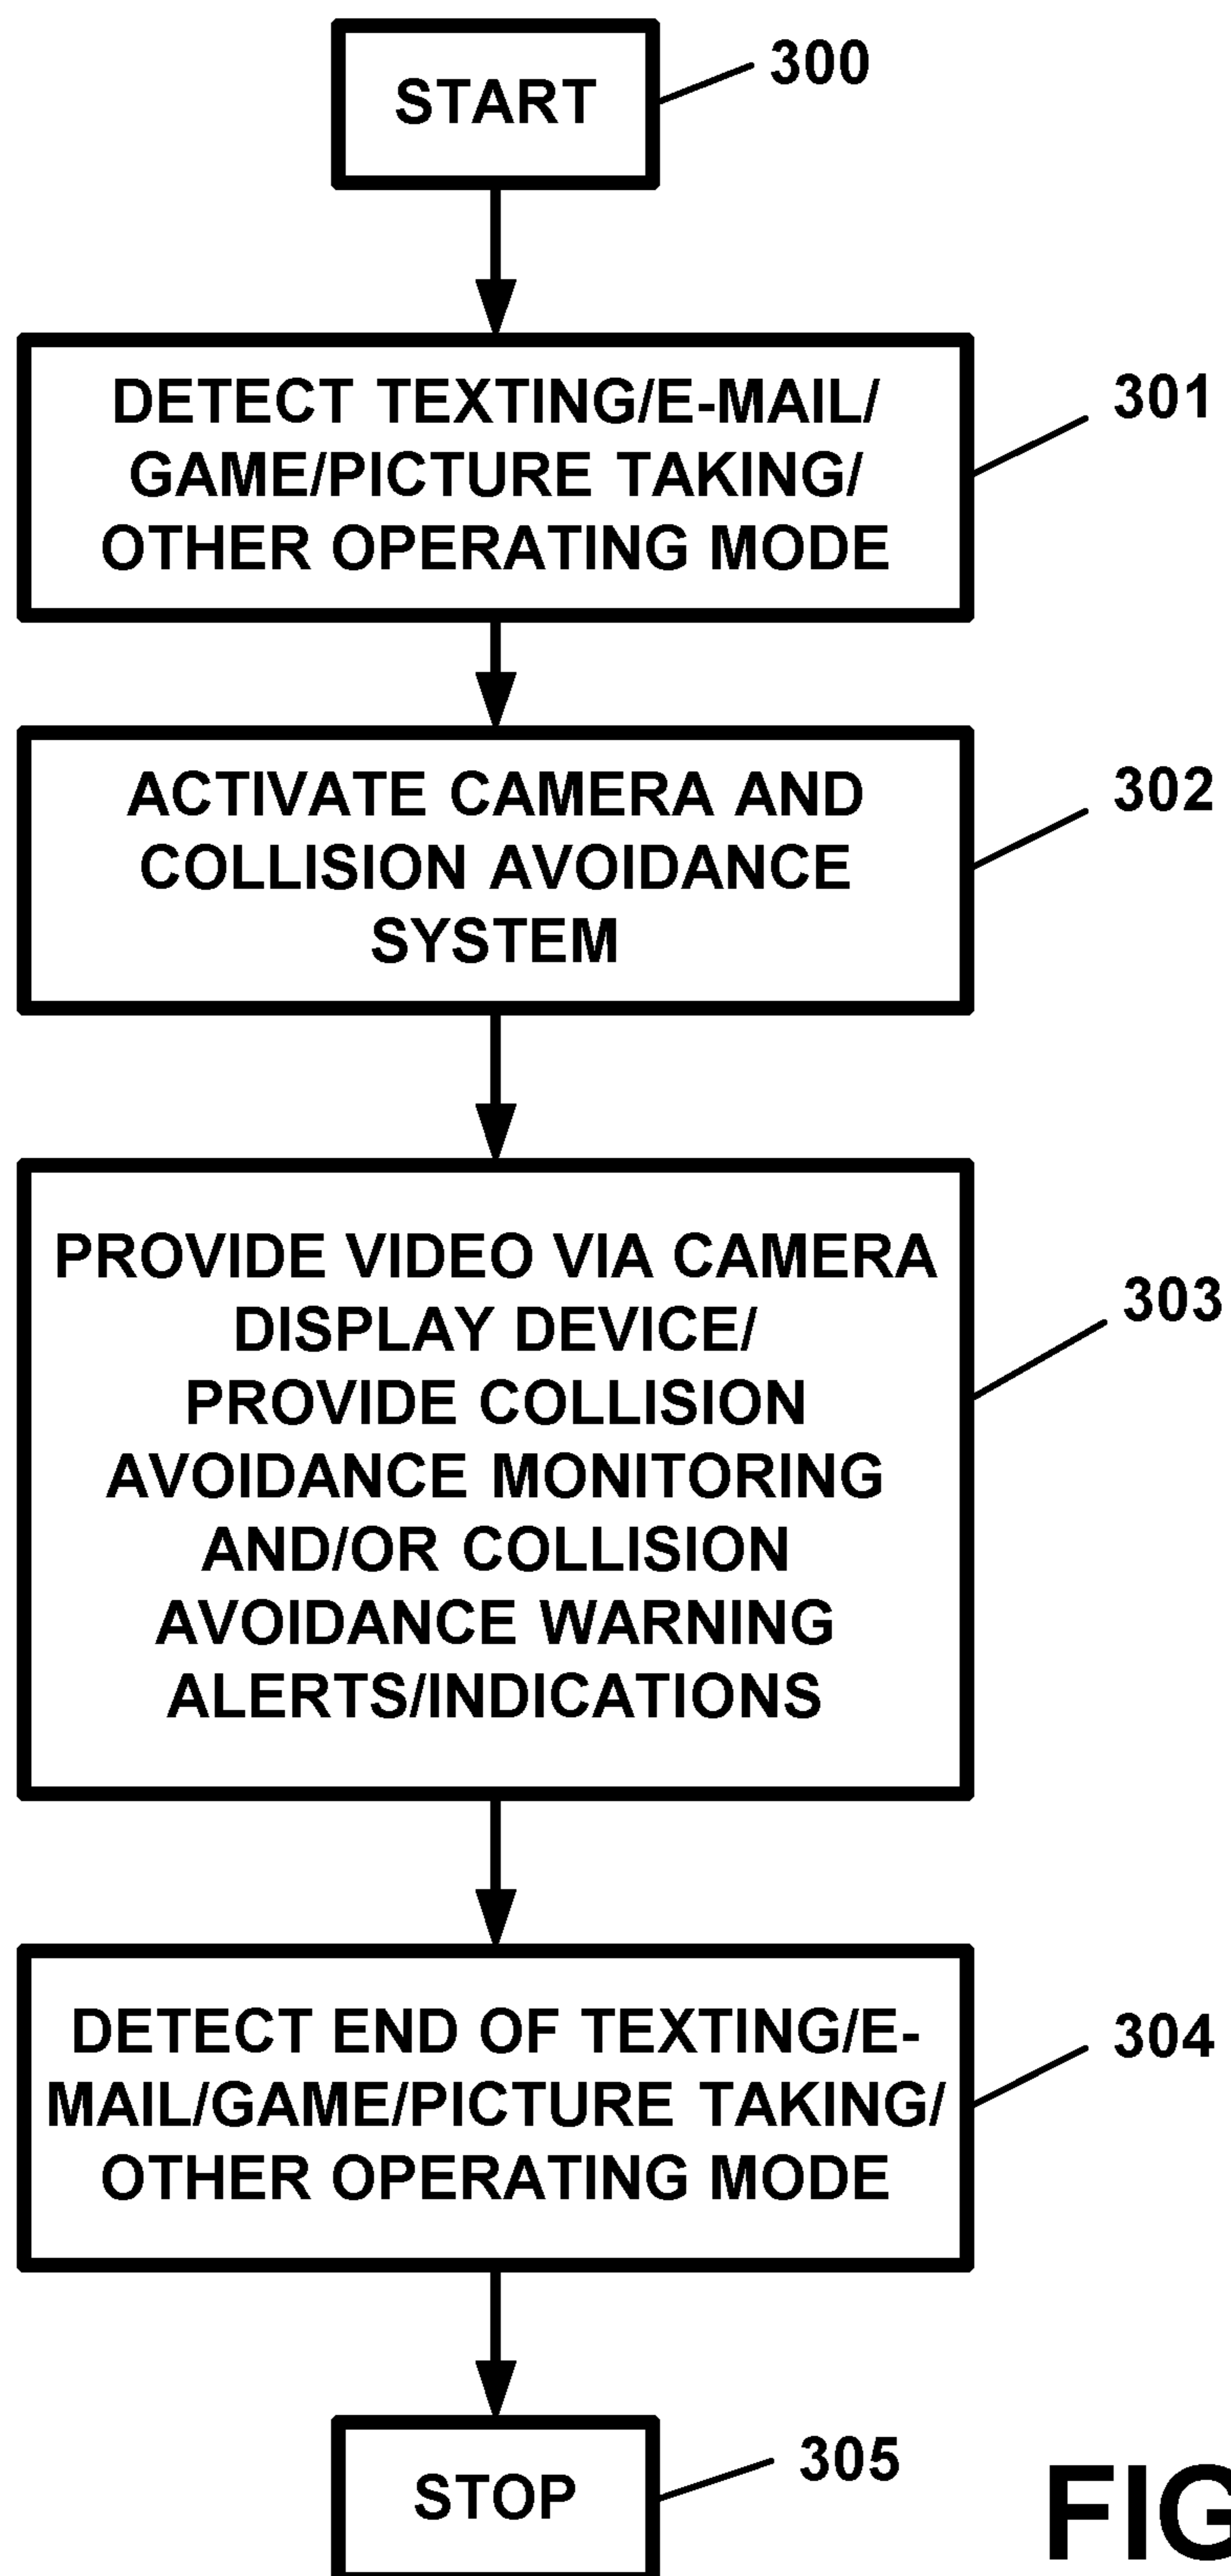 START
300
DETECT TEXTING/E-MAIL/
GAME/PICTURE TAKING/
OTHER OPERATING MODE
301
ACTIVATE CAMERA AND
COLLISION AVOIDANCE
SYSTEM
302
PROVIDE VIDEO VIA CAMERA
DISPLAY DEVICE/
PROVIDE COLLISION
AVOIDANCE MONITORING
AND/OR COLLISION
AVOIDANCE WARNING
ALERTS/INDICATIONS
303
DETECT END OF TEXTING/E-
MAIL/GAME/PICTURE TAKING/
OTHER OPERATING MODE
304
STOP
305
FIG